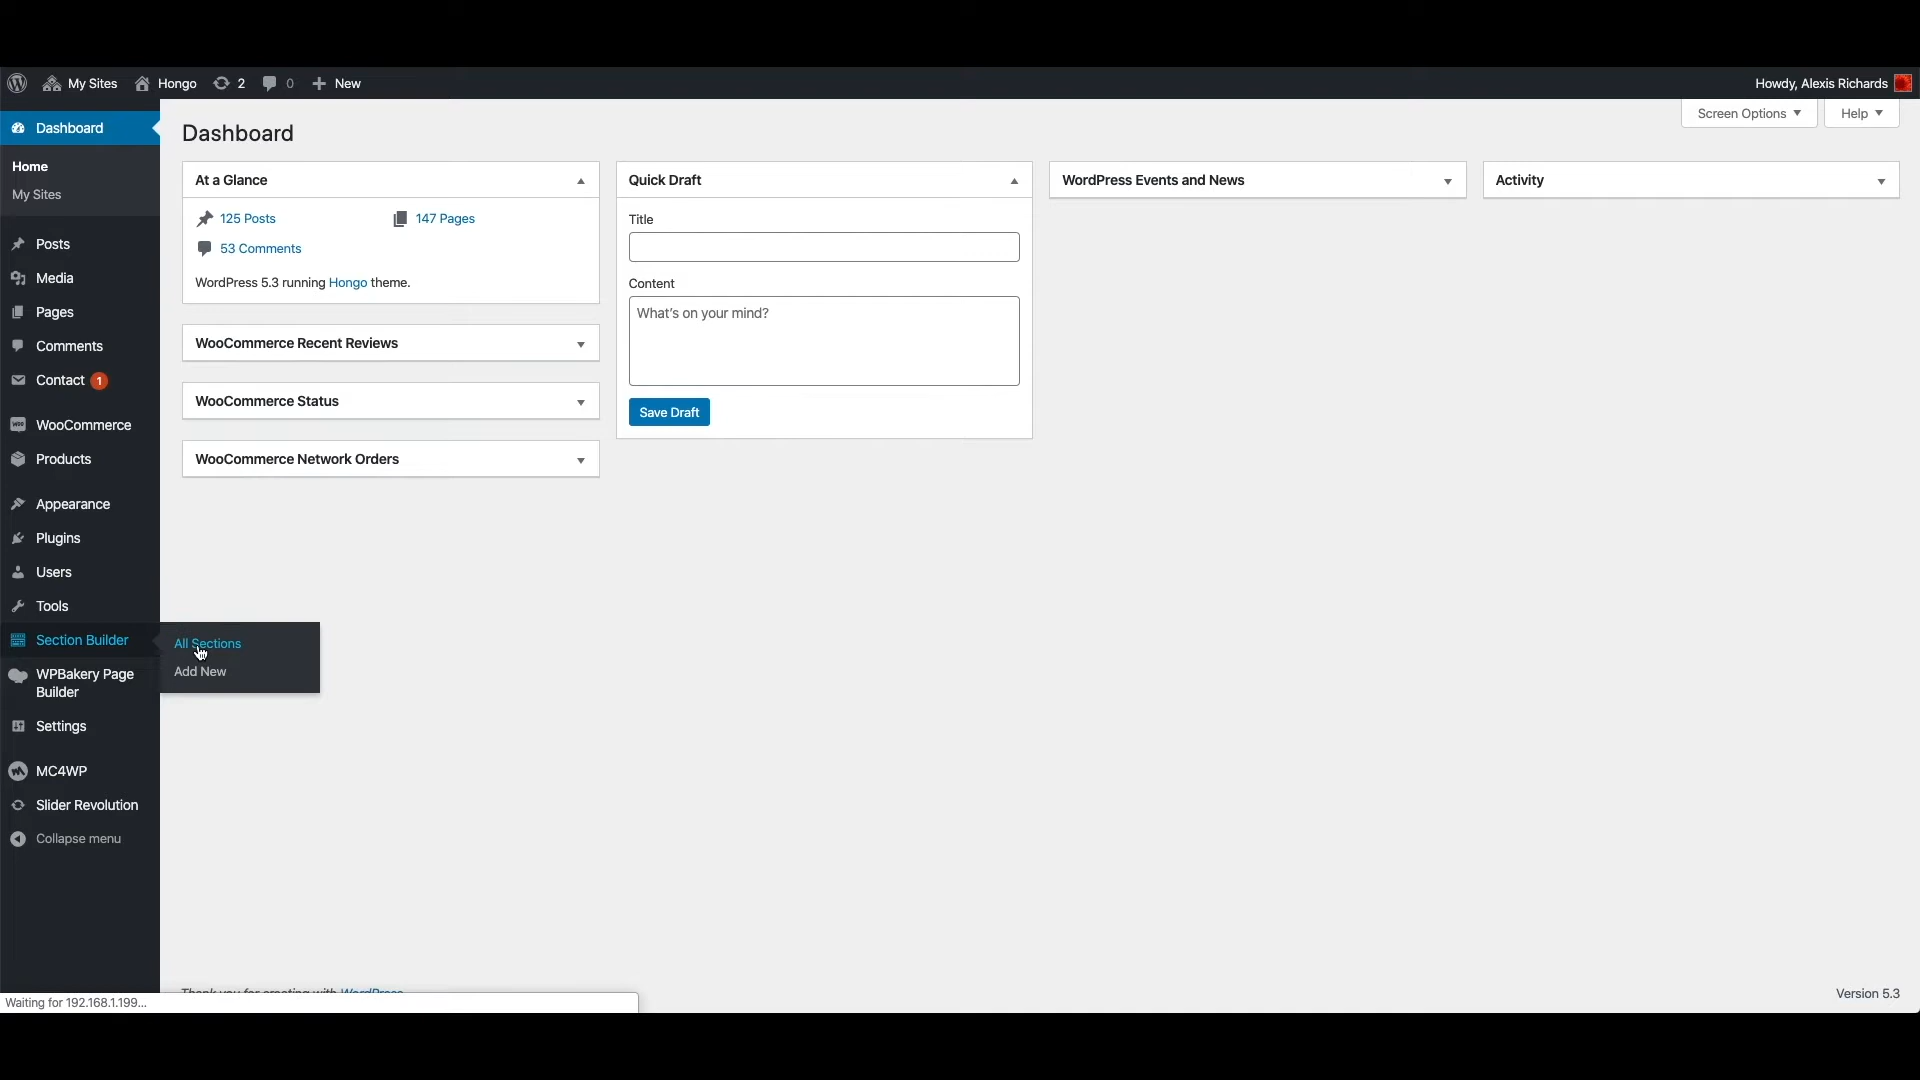 My Sites
Hongo
2
0
New
Howdy, Alexis Richards
Screen Options
Help
Dashboard
Home
My Sites
Posts
Media
Pages
Comments
Contact 1
WooCommerce
Products
Appearance
Plugins
Users
Tools
Section Builder
All Sections
Add New
WPBakery Page
Builder
Settings
MC4WP
Slider Revolution
Collapse menu
Dashboard
At a Glance
125 Posts
147 Pages
53 Comments
WordPress 5.3 running Hongo theme.
WooCommerce Recent Reviews
WooCommerce Status
WooCommerce Network Orders
Quick Draft
Title
Content
What's on your mind?
Save Draft
WordPress Events and News
Activity
Thank you for creating with WordPress
Version 5.3
Waiting for 192.168.1.199...